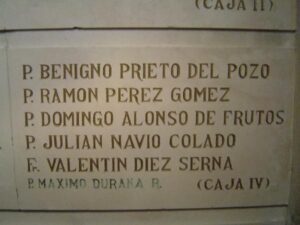 (CAJA II)
P. BENIGNO PRIETO DEL POZO
P. RAMON PEREZ GOMEZ
P. DOMINGO ALONSO DE FRUTOS
P. JULIAN NAVIO COLADO
F. VALENTIN DIEZ SERNA
P. MAXIMO DURANA R. (CAJA IV)